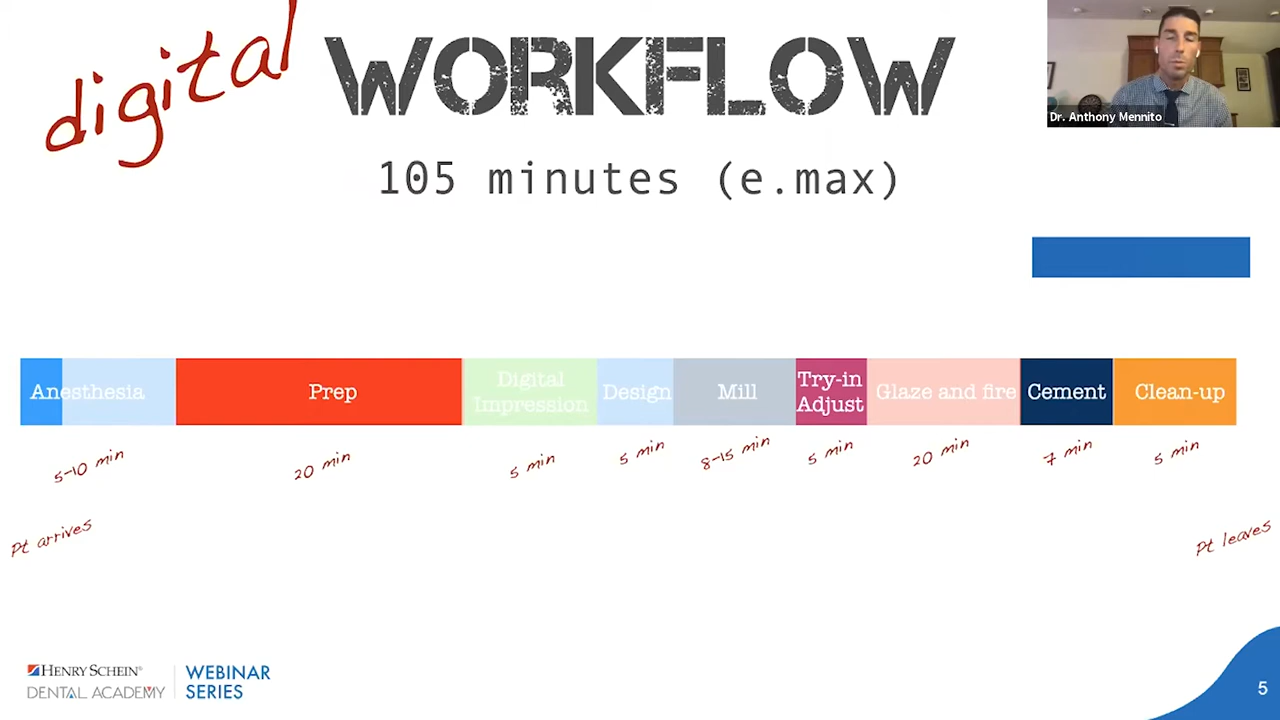 digital WORKFLOW
Dr. Anthony Mennito
105 minutes (e.max)
Anesthesia
Prep
Digital
Impression
Design
Mill
Try-in
Adjust
Glaze and fire
Cement
Clean-up
5-10 min
20 min
5 min
5 min
8-15 min
5 min
20 min
7 min
5 min
Pt arrives
Pt leaves
HENRY SCHEIN®
DENTAL ACADEMY
WEBINAR
SERIES
5